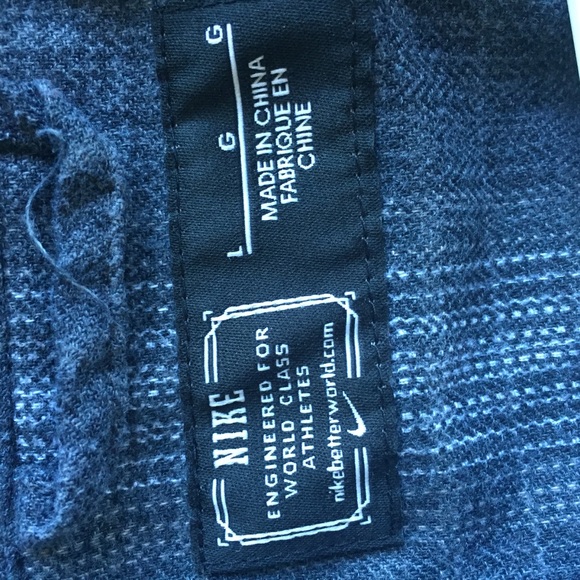 NIKE
ENGINEERED FOR
WORLD CLASS
ATHLETES
nikebetterworld.com
L G G
MADE IN CHINA
FABRIQUE EN
CHINE